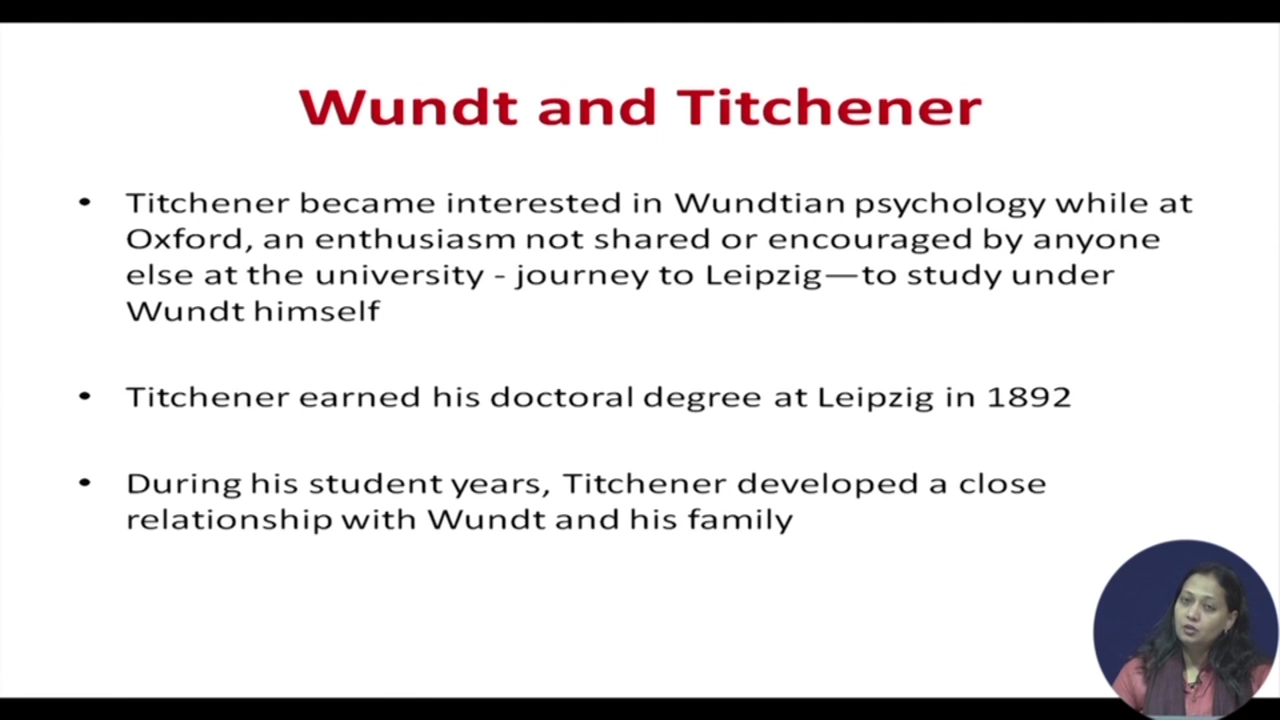 Wundt and Titchener
• Titchener became interested in Wundtian psychology while at
Oxford, an enthusiasm not shared or encouraged by anyone
else at the university - journey to Leipzig—to study under
Wundt himself
• Titchener earned his doctoral degree at Leipzig in 1892
• During his student years, Titchener developed a close
relationship with Wundt and his family